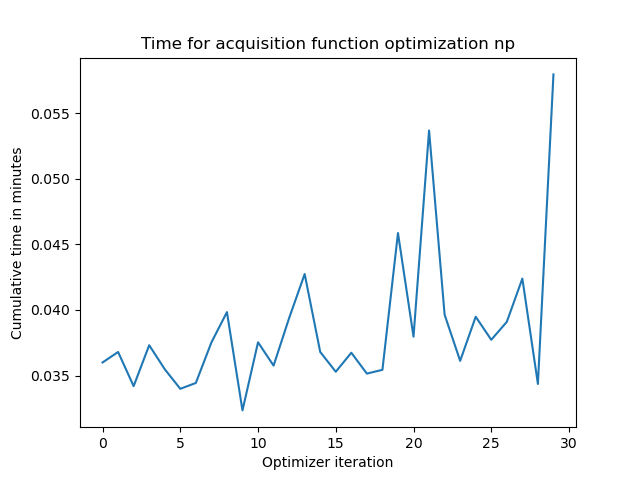 Time for acquisition function optimization np
Cumulative time in minutes
0.055
0.050
0.045
0.040
0.035
0 5 10 15 20 25 30
Optimizer iteration